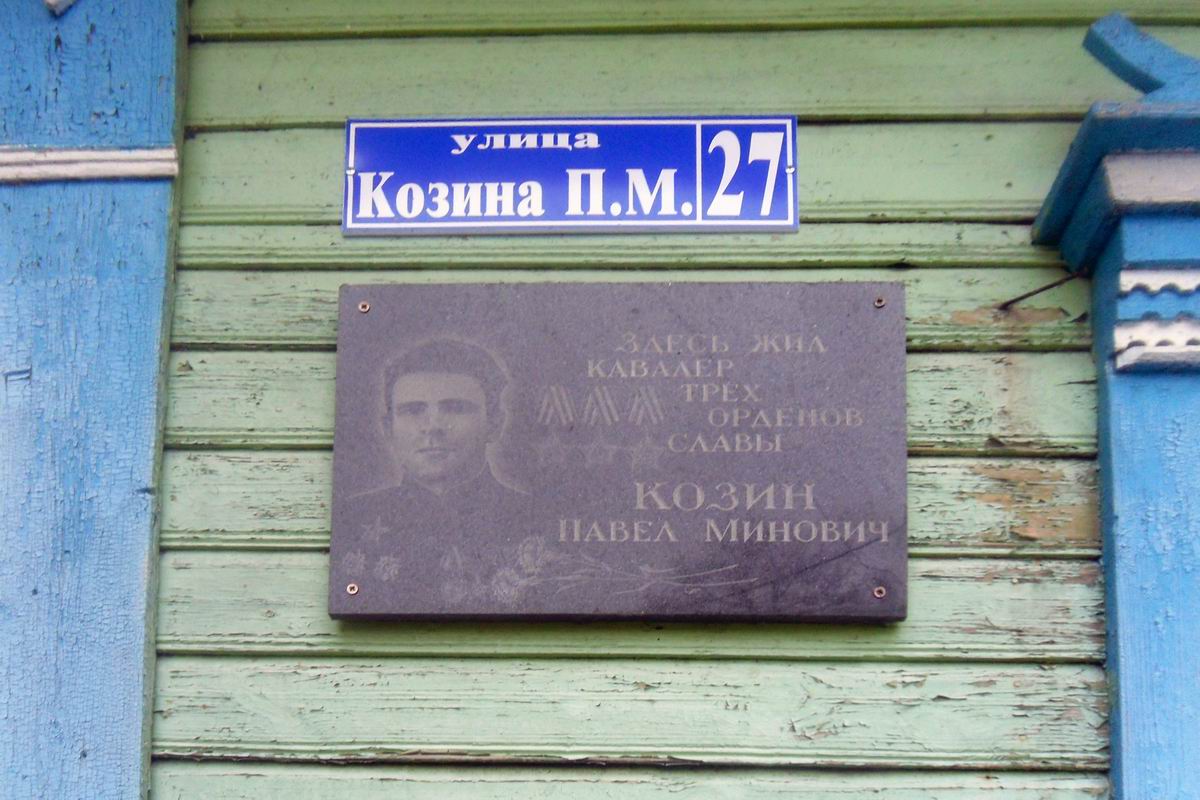 улица
Козина П.М. 27
ЗДЕСЬ ЖИЛ
КАВАЛЕР
ТРЕХ
ОРДЕНОВ
СЛАВЫ
КОЗИН
ПАВЕЛ МИНОВИЧ